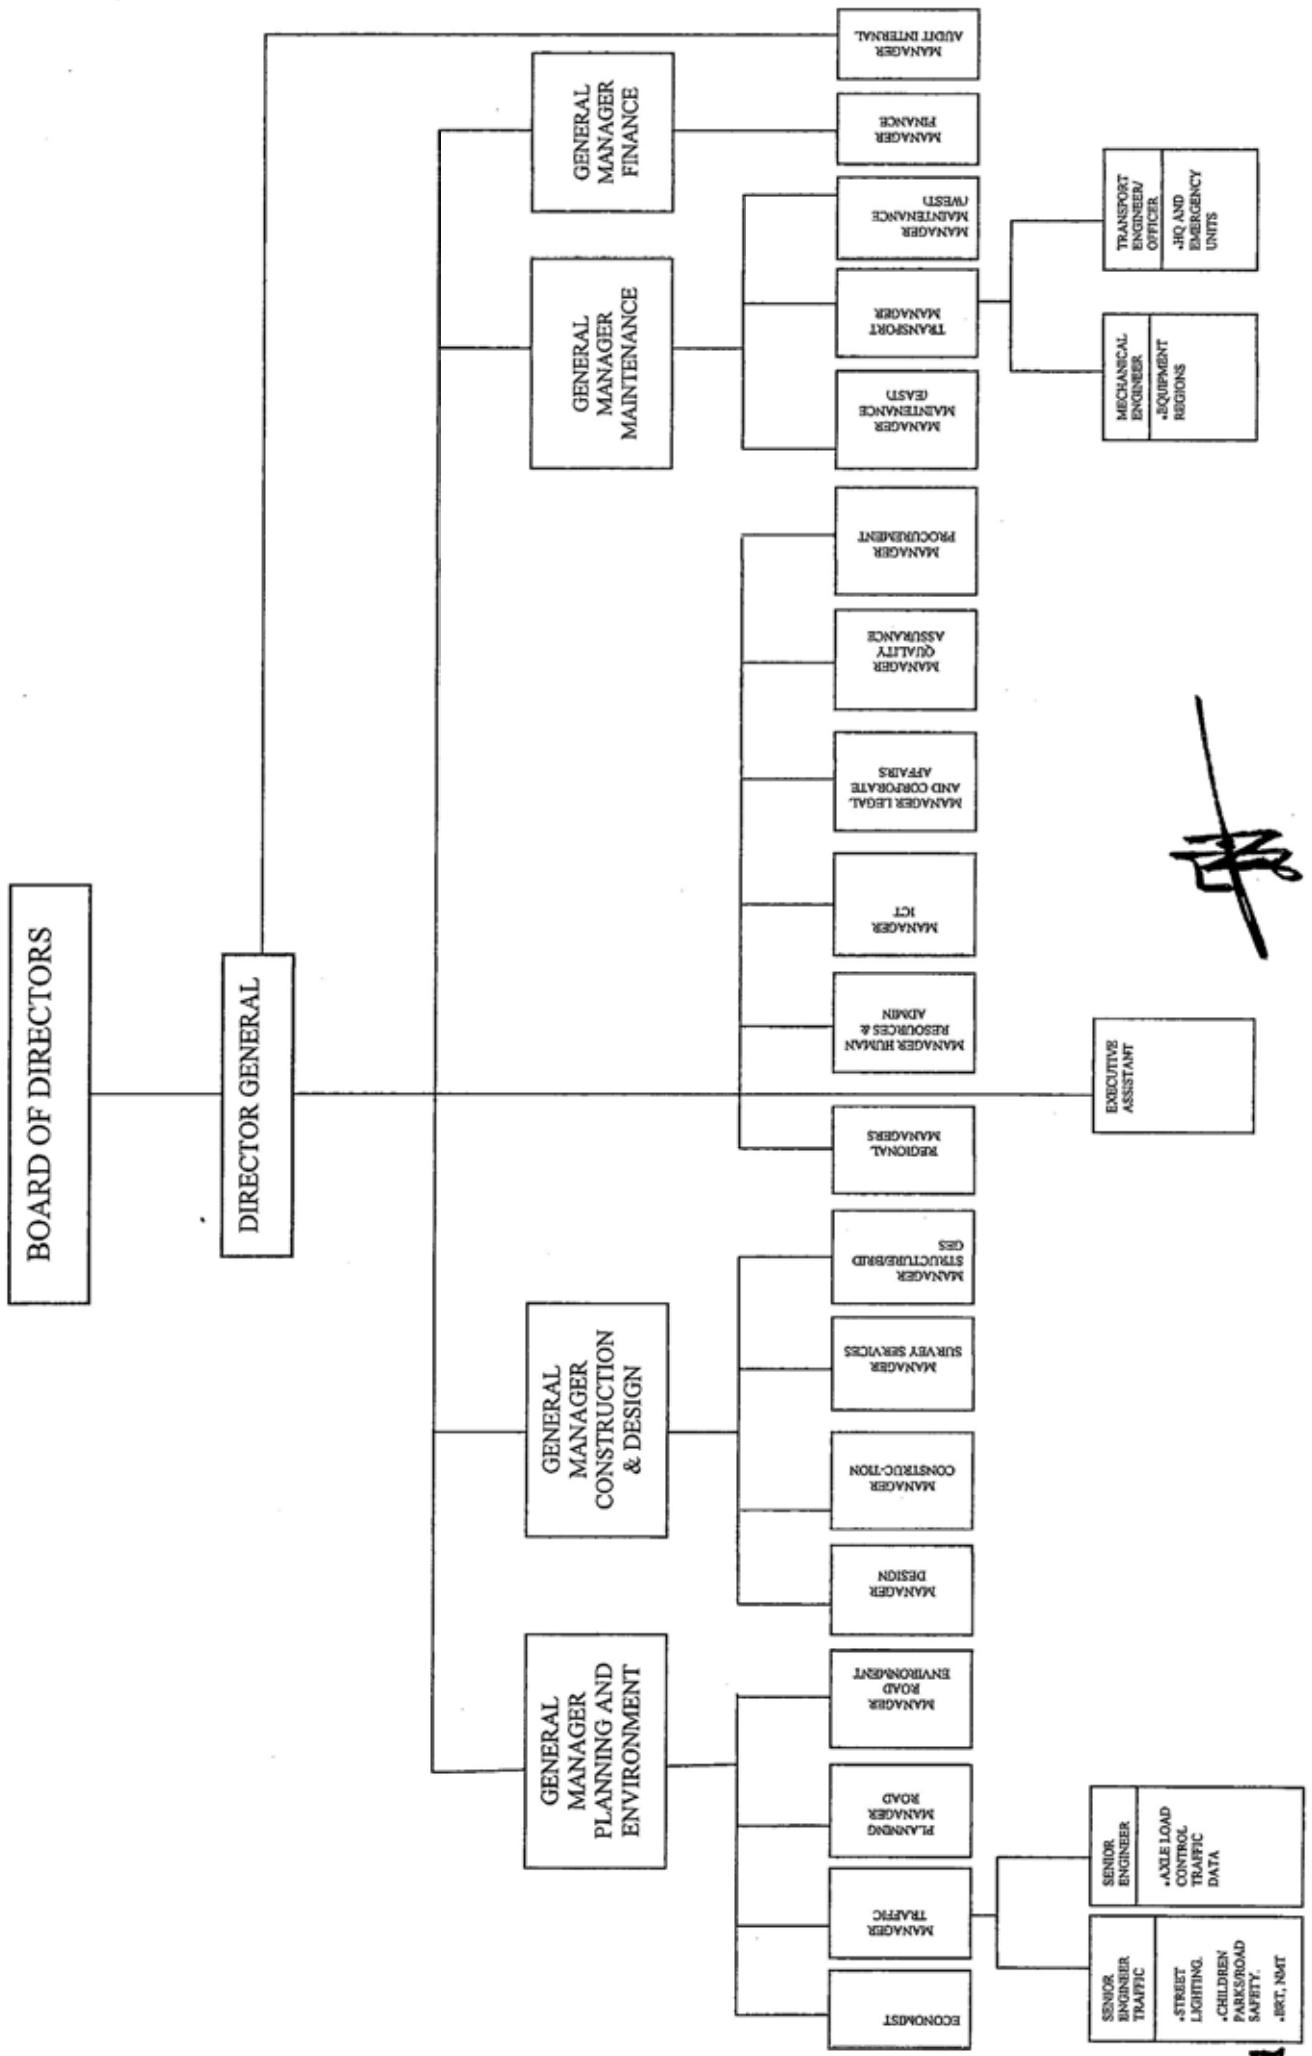 BOARD OF DIRECTORS
DIRECTOR GENERAL
GENERAL
MANAGER
PLANNING AND
ENVIRONMENT
GENERAL
MANAGER
CONSTRUCTION
& DESIGN
GENERAL
MANAGER
MAINTENANCE
GENERAL
MANAGER
FINANCE
ECONOMIST
MANAGER
TRAFFIC
PLANNING
MANAGER
ROAD
MANAGER
ROAD
ENVIRONMENT
MANAGER
DESIGN
MANAGER
CONSTRUC-TION
MANAGER
SURVEY SERVICES
MANAGER
STRUCTURE/BRID
GES
REGIONAL
MANAGERS
MANAGER HUMAN
RESOURCES &
ADMIN
MANAGER
ICT
MANAGER LEGAL
AND CORPORATE
AFFAIRS
MANAGER
QUALITY
ASSURANCE
MANAGER
PROCUREMENT
MANAGER
MAINTENANCE
(EAST)
TRANSPORT
MANAGER
MANAGER
MAINTENANCE
(WEST)
MANAGER
FINANCE
MANAGER
AUDIT INTERNAL
SENIOR
ENGINEER
TRAFFIC
•STREET
LIGHTING.
•CHILDREN
PARKS/ROAD
SAFETY.
•BRT, NMT
SENIOR
ENGINEER
•AXLE LOAD
CONTROL
TRAFFIC
DATA
EXECUTIVE
ASSISTANT
MECHANICAL
ENGINEER
•EQUIPMENT
REGIONS
TRANSPORT
ENGINEER/
OFFICER
•HQ AND
EMERGENCY
UNITS